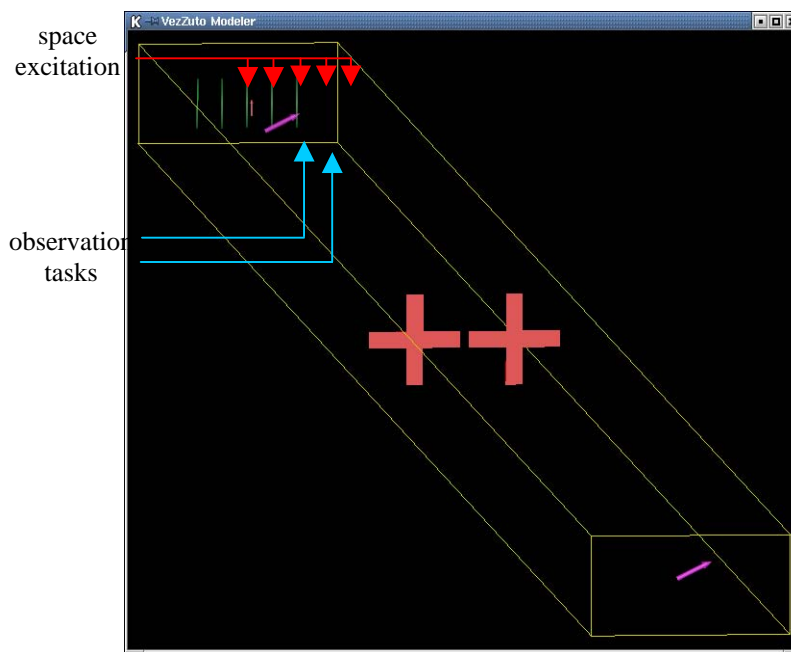 VezZuto Modeler
space
excitation
observation
tasks